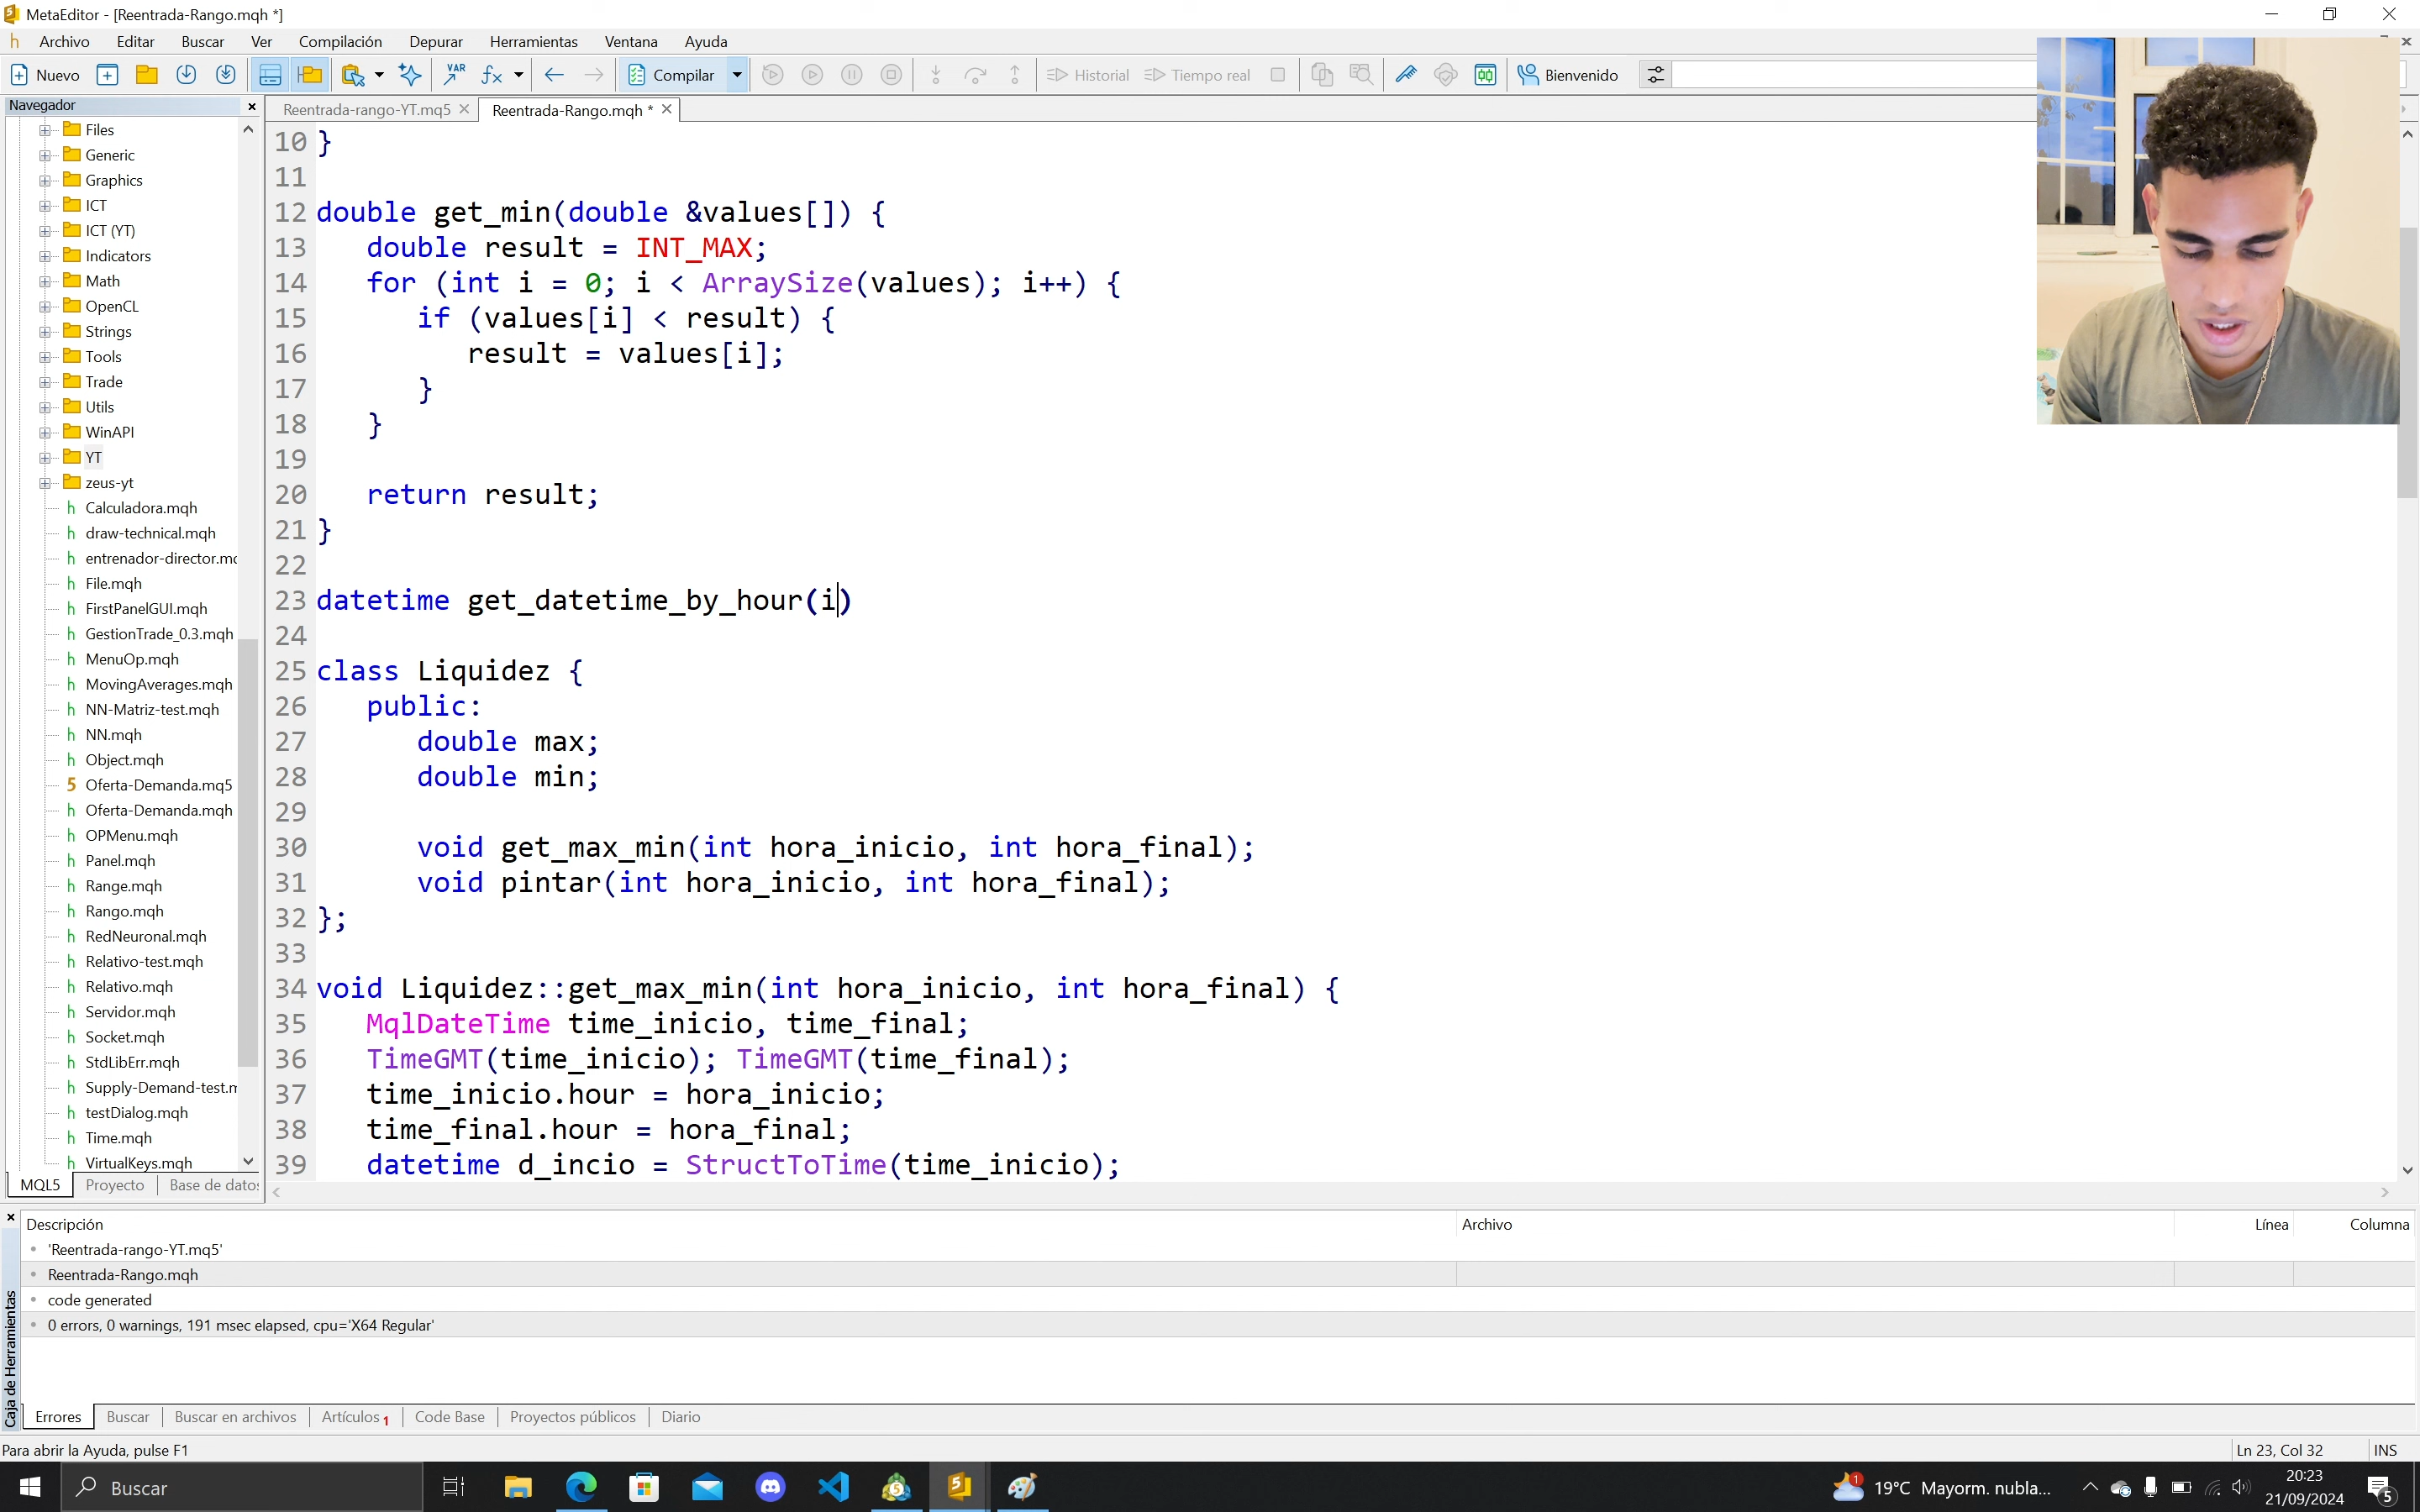 MetaEditor - [Reentrada-Rango.mqh *]
Archivo Editar Buscar Ver Compilación Depurar Herramientas Ventana Ayuda
Nuevo VAR fx Compilar Historial Tiempo real Bienvenido
Navegador
Reentrada-rango-YT.mq5 Reentrada-Rango.mqh *
Files
Generic
Graphics
ICT
ICT (YT)
Indicators
Math
OpenCL
Strings
Tools
Trade
Utils
WinAPI
YT
zeus-yt
Calculadora.mqh
draw-technical.mqh
entrenador-director.mq
File.mqh
FirstPanelGUI.mqh
GestionTrade_0.3.mqh
MenuOp.mqh
MovingAverages.mqh
NN-Matriz-test.mqh
NN.mqh
Object.mqh
Oferta-Demanda.mq5
Oferta-Demanda.mqh
OPMenu.mqh
Panel.mqh
Range.mqh
Rango.mqh
RedNeuronal.mqh
Relativo-test.mqh
Relativo.mqh
Servidor.mqh
Socket.mqh
StdLibErr.mqh
Supply-Demand-test.m
testDialog.mqh
Time.mqh
VirtualKeys.mqh
MQL5 Proyecto Base de datos
10 }
11
12 double get_min(double &values[]) {
13 double result = INT_MAX;
14 for (int i = 0; i < ArraySize(values); i++) {
15 if (values[i] < result) {
16 result = values[i];
17 }
18 }
19
20 return result;
21 }
22
23 datetime get_datetime_by_hour(i)
24
25 class Liquidez {
26 public:
27 double max;
28 double min;
29
30 void get_max_min(int hora_inicio, int hora_final);
31 void pintar(int hora_inicio, int hora_final);
32 };
33
34 void Liquidez::get_max_min(int hora_inicio, int hora_final) {
35 MqlDateTime time_inicio, time_final;
36 TimeGMT(time_inicio); TimeGMT(time_final);
37 time_inicio.hour = hora_inicio;
38 time_final.hour = hora_final;
39 datetime d_incio = StructToTime(time_inicio);
Caja de Herramientas
Descripción Archivo Línea Columna
'Reentrada-rango-YT.mq5'
Reentrada-Rango.mqh
code generated
0 errors, 0 warnings, 191 msec elapsed, cpu='X64 Regular'
Errores Buscar Buscar en archivos Artículos 1 Code Base Proyectos públicos Diario
Para abrir la Ayuda, pulse F1 Ln 23, Col 32 INS
Buscar 1 19°C Mayorm. nubla... 20:23
21/09/2024 5